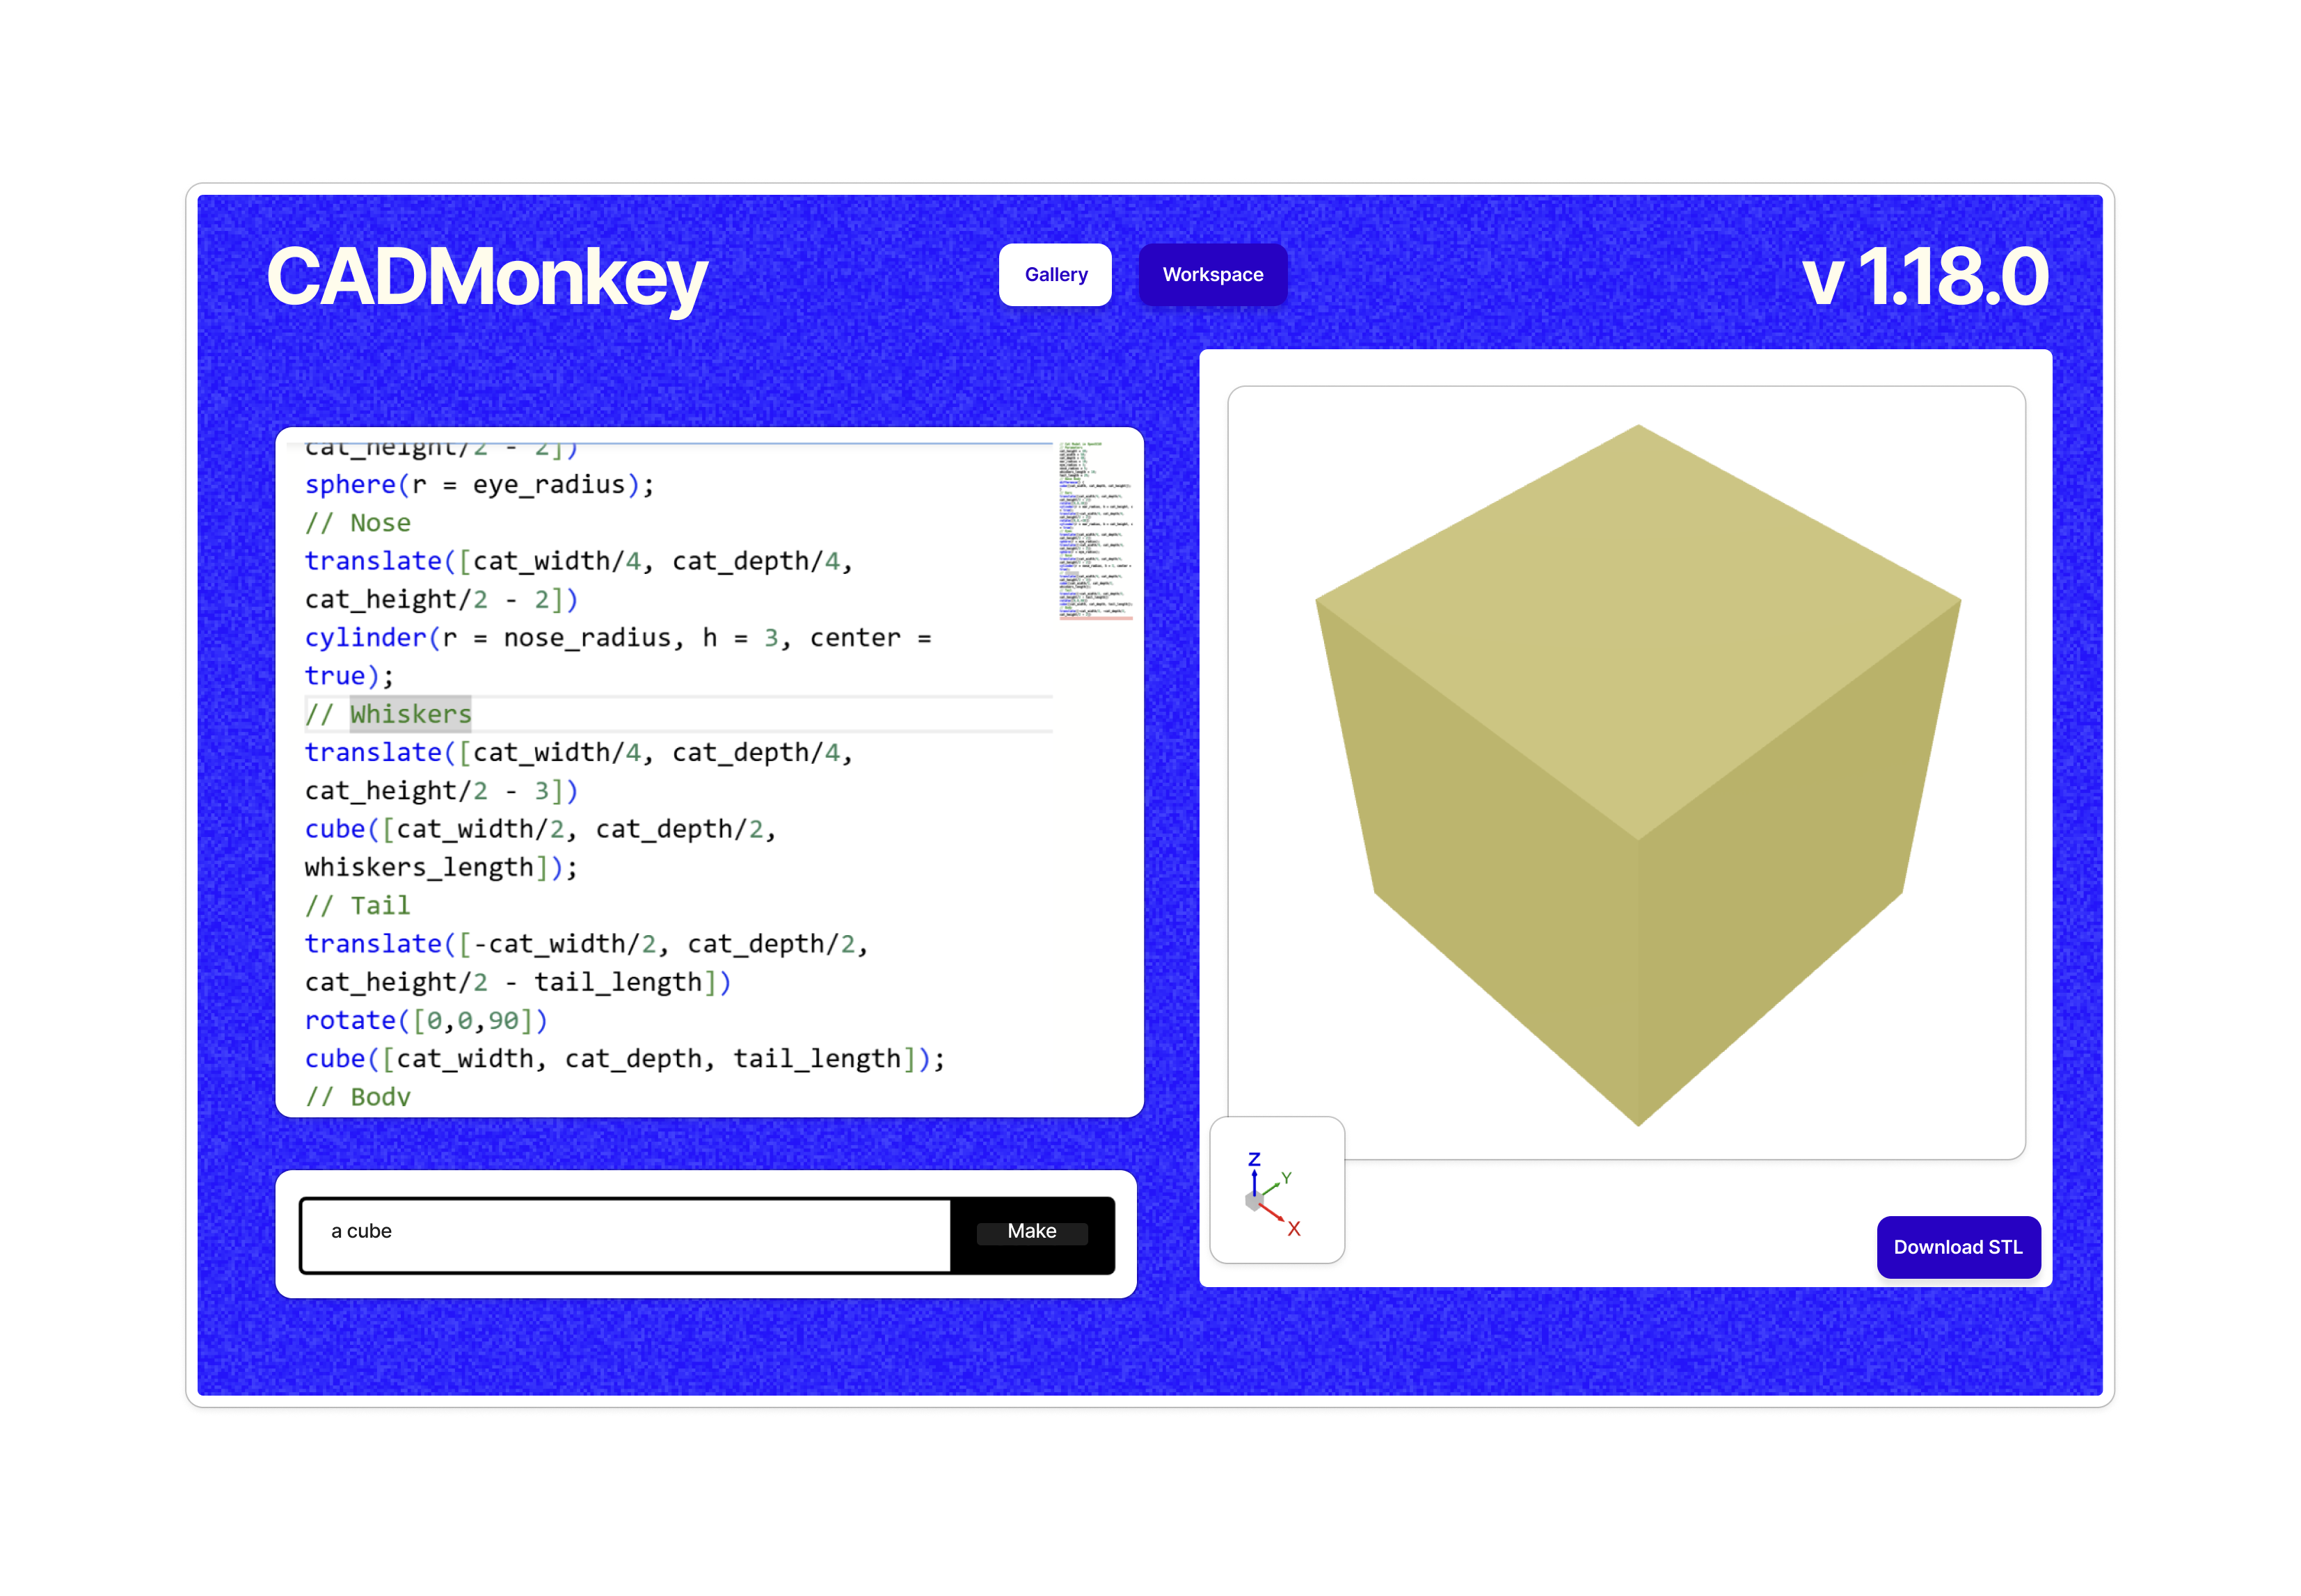 CADMonkey
Gallery
Workspace
v 1.18.0
cat_height/2 - 2])
sphere(r = eye_radius);
// Nose
translate([cat_width/4, cat_depth/4,
cat_height/2 - 2])
cylinder(r = nose_radius, h = 3, center =
true);
// Whiskers
translate([cat_width/4, cat_depth/4,
cat_height/2 - 3])
cube([cat_width/2, cat_depth/2,
whiskers_length]);
// Tail
translate([-cat_width/2, cat_depth/2,
cat_height/2 - tail_length])
rotate([0,0,90])
cube([cat_width, cat_depth, tail_length]);
// Body
a cube
Make
Z
Y
X
Download STL